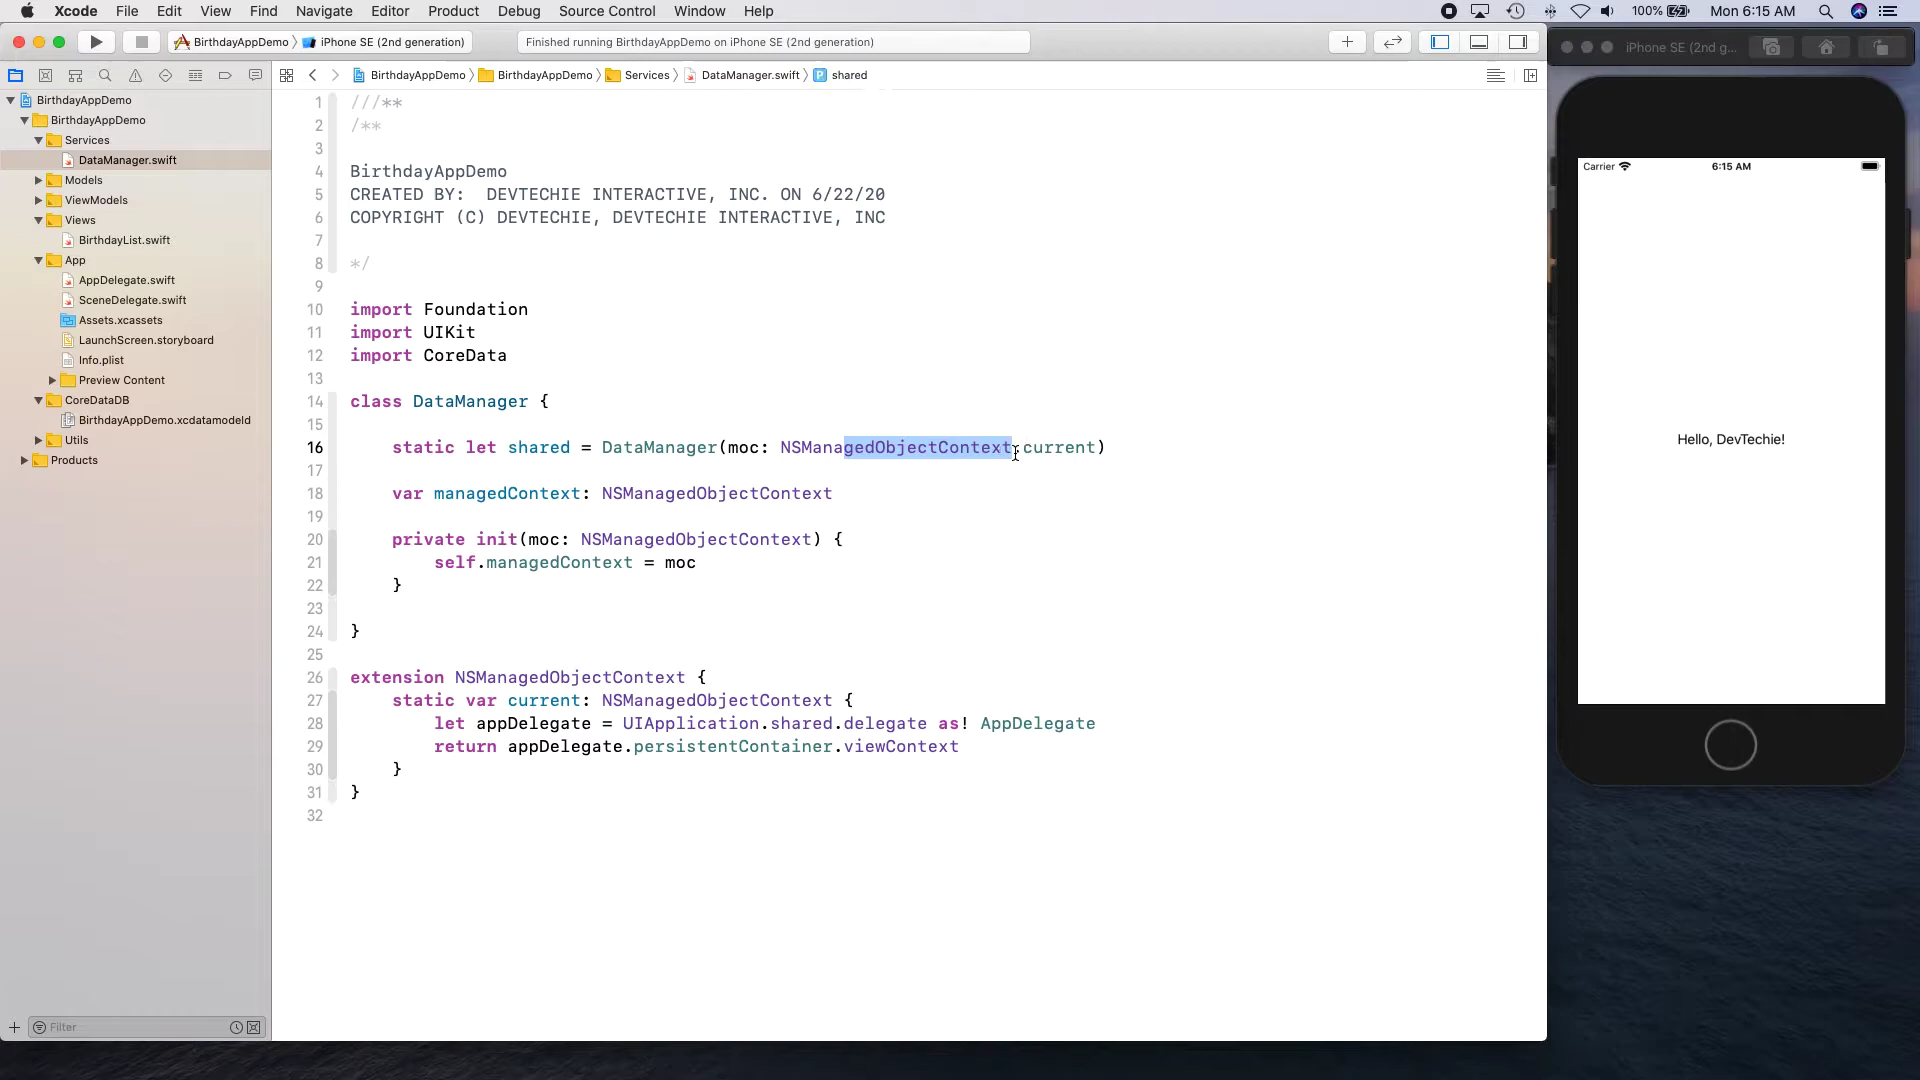 Xcode File Edit View Find Navigate Editor Product Debug Source Control Window Help 100% Mon 6:15 AM
BirthdayAppDemo iPhone SE (2nd generation) Finished running BirthdayAppDemo on iPhone SE (2nd generation) iPhone SE (2nd g...
BirthdayAppDemo BirthdayAppDemo Services DataManager.swift P shared
BirthdayAppDemo
BirthdayAppDemo
Services
DataManager.swift
Models
ViewModels
Views
BirthdayList.swift
App
AppDelegate.swift
SceneDelegate.swift
Assets.xcassets
LaunchScreen.storyboard
Info.plist
Preview Content
CoreDataDB
BirthdayAppDemo.xcdatamodeld
Utils
Products
Filter
1 ///**
2 /**
3
4 BirthdayAppDemo
5 CREATED BY: DEVTECHIE INTERACTIVE, INC. ON 6/22/20
6 COPYRIGHT (C) DEVTECHIE, DEVTECHIE INTERACTIVE, INC
7
8 */
9
10 import Foundation
11 import UIKit
12 import CoreData
13
14 class DataManager {
15
16 static let shared = DataManager(moc: NSManagedObjectContext.current)
17
18 var managedContext: NSManagedObjectContext
19
20 private init(moc: NSManagedObjectContext) {
21 self.managedContext = moc
22 }
23
24 }
25
26 extension NSManagedObjectContext {
27 static var current: NSManagedObjectContext {
28 let appDelegate = UIApplication.shared.delegate as! AppDelegate
29 return appDelegate.persistentContainer.viewContext
30 }
31 }
32
Carrier 6:15 AM
Hello, DevTechie!